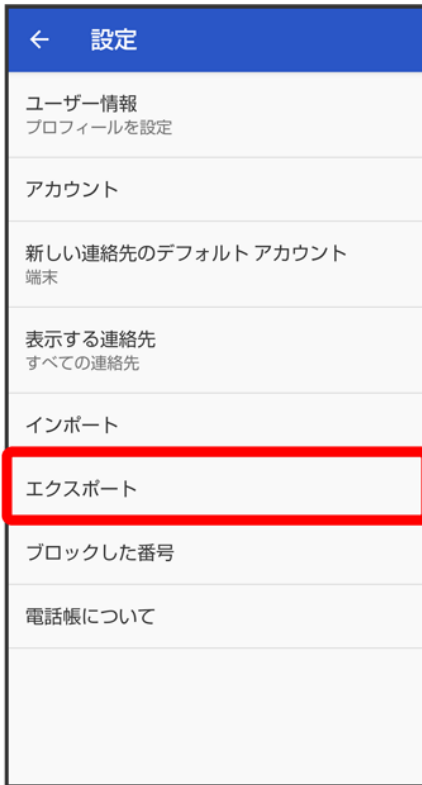 設定
ユーザー情報
プロフィールを設定
アカウント
新しい連絡先のデフォルト アカウント
端末
表示する連絡先
すべての連絡先
インポート
エクスポート
ブロックした番号
電話帳について